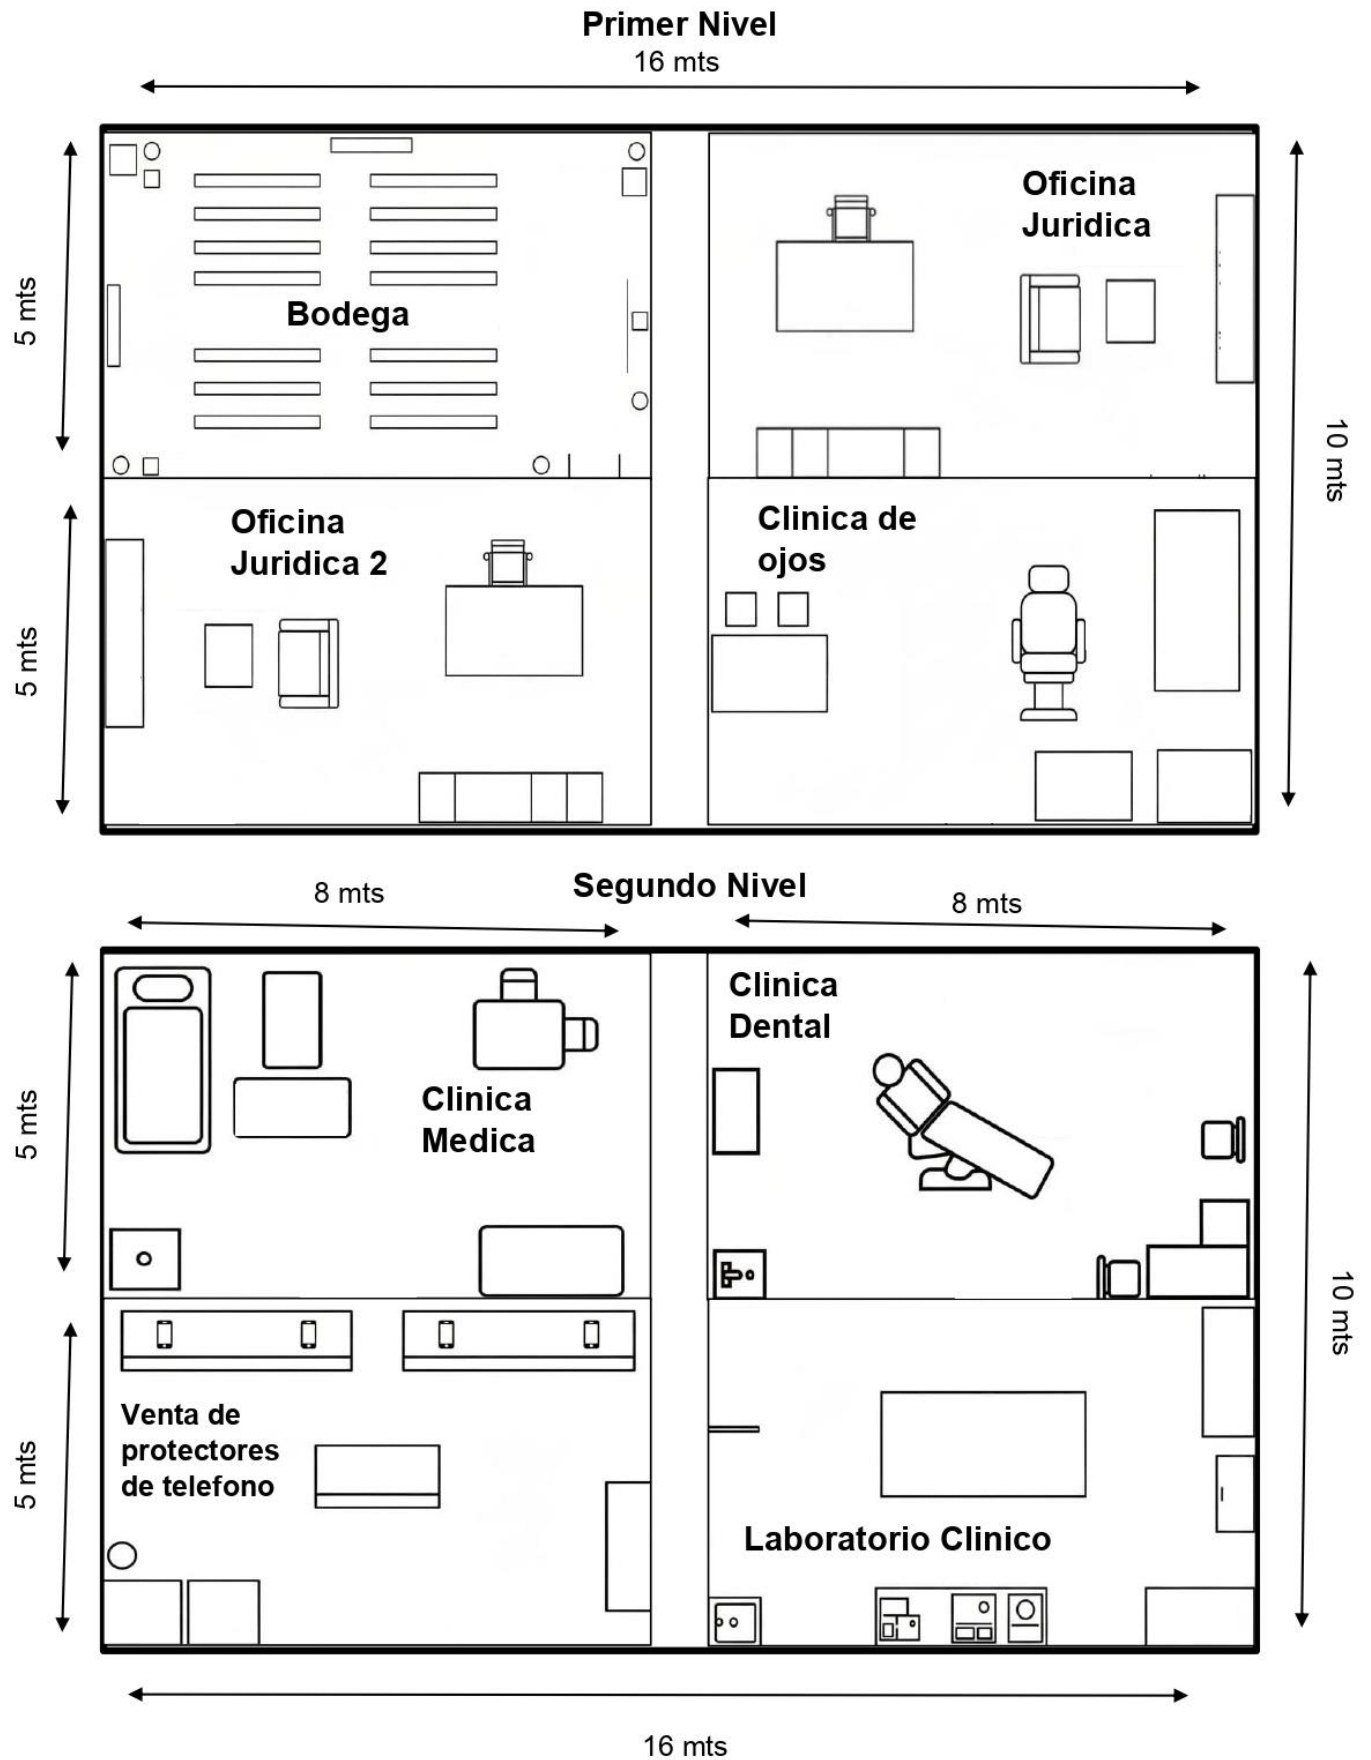 Primer Nivel
16 mts
5 mts
Bodega
Oficina
Juridica
10 mts
5 mts
Oficina
Juridica 2
Clinica de
ojos
Segundo Nivel
8 mts
8 mts
5 mts
Clinica
Medica
Clinica
Dental
10 mts
5 mts
Venta de
protectores
de telefono
Laboratorio Clinico
16 mts